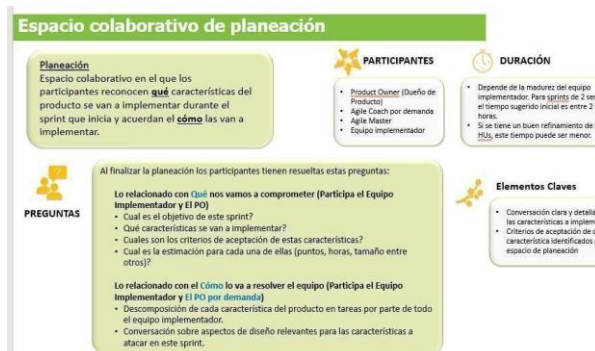 Espacio colaborativo de planeación
Planeación
Espacio colaborativo en el que los
participantes reconocen qué características del
producto se van a implementar durante el
sprint que inicia y acuerdan el cómo las van a
implementar.
PARTICIPANTES
• Product Owner (Dueño de
Producto)
• Agile Coach por demanda
• Agile Master
• Equipo implementador
DURACIÓN
• Depende de la madurez del equipo
implementador. Para sprints de 2
el tiempo sugerido inicial es entre 2
horas.
• Si se tiene un buen refinamiento de
HUs, este tiempo puede ser menor.
PREGUNTAS
Al finalizar la planeación los participantes tienen resueltas estas preguntas:
Lo relacionado con Qué nos vamos a comprometer (Participa el Equipo
Implementador y El PO)
• Cual es el objetivo de este sprint?
• Qué características se van a implementar?
• Cuales son los criterios de aceptación de estas características?
• Cual es la estimación para cada una de ellas (puntos, horas, tamaño entre
otros)?
Lo relacionado con el Cómo lo va a resolver el equipo (Participa el Equipo
Implementador y El PO por demanda)
• Descomposición de cada característica del producto en tareas por parte de todo
el equipo implementador.
• Conversación sobre aspectos de diseño relevantes para las características a
atacar en este sprint.
Elementos Claves
• Conversación clara y
las características a
• Criterios de aceptación de
característica identificados
espacio de planeación